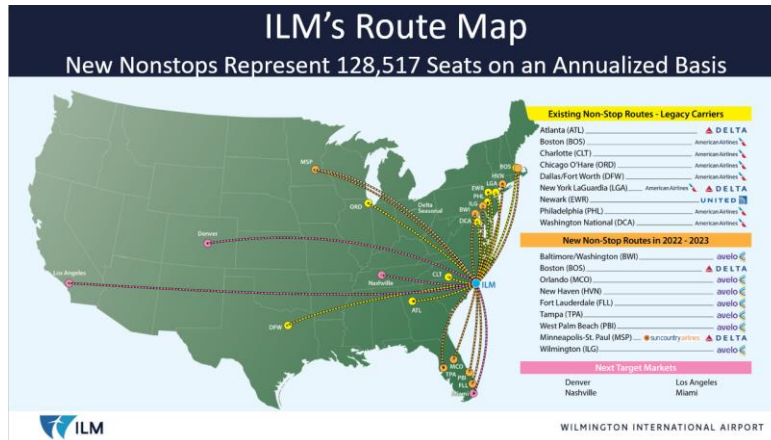 ILM's Route Map
New Nonstops Represent 128,517 Seats on an Annualized Basis
MSP
ORD
Denver
Los Angeles
DFW
Nashville
CLT
ATL
ILM
Delta
Seasonal
BOS
HVN
LGA
EWR
PHL
ILG
BWI
DCA
MCO
TPA
PBI
FLL
Miami
Existing Non-Stop Routes - Legacy Carriers
Atlanta (ATL) DELTA
Boston (BOS) American Airlines
Charlotte (CLT) American Airlines
Chicago O'Hare (ORD) American Airlines
Dallas/Fort Worth (DFW) American Airlines
New York LaGuardia (LGA) American Airlines DELTA
Newark (EWR) UNITED
Philadelphia (PHL) American Airlines
Washington National (DCA) American Airlines
New Non-Stop Routes in 2022 - 2023
Baltimore/Washington (BWI) avelo
Boston (BOS) DELTA
Orlando (MCO) avelo
New Haven (HVN) avelo
Fort Lauderdale (FLL) avelo
Tampa (TPA) avelo
West Palm Beach (PBI) avelo
Minneapolis-St. Paul (MSP) sun country airlines DELTA
Wilmington (ILG) avelo
Next Target Markets
Denver Los Angeles
Nashville Miami
ILM
WILMINGTON INTERNATIONAL AIRPORT